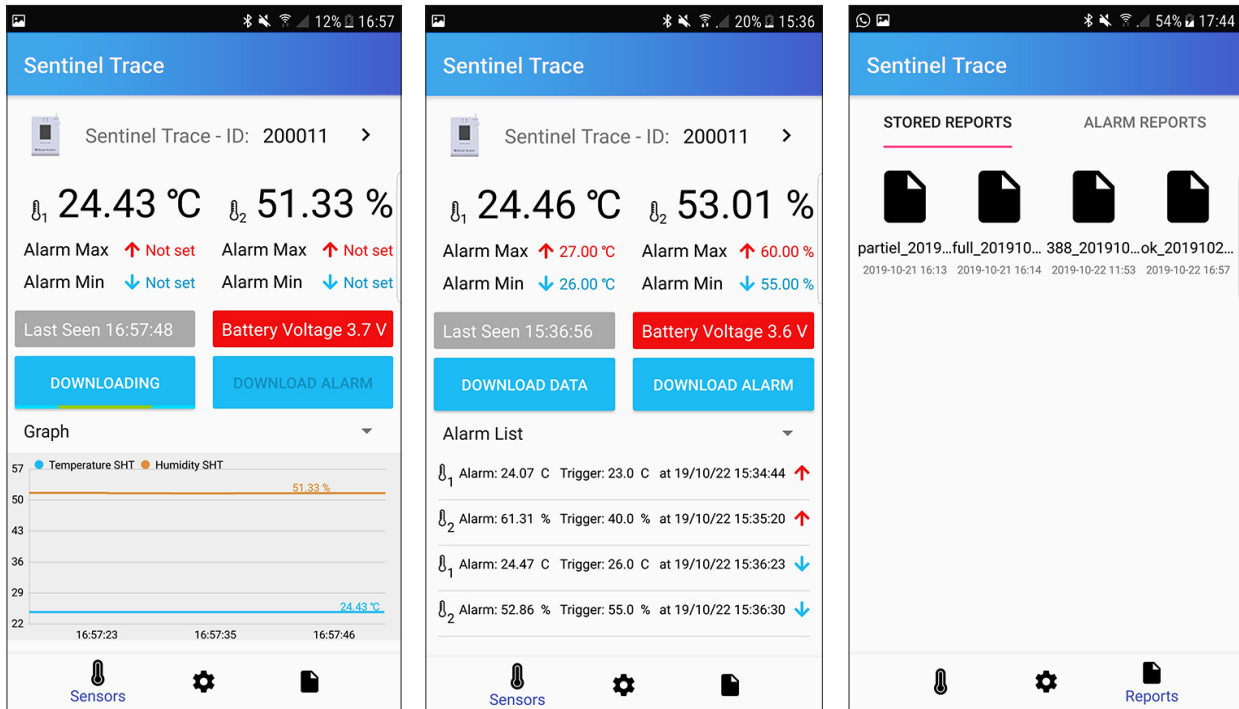 12% 16:57
Sentinel Trace
Sentinel Trace - ID: 200011
1 24.43 °C 2 51.33 %
Alarm Max Not set Alarm Max Not set
Alarm Min Not set Alarm Min Not set
Last Seen 16:57:48 Battery Voltage 3.7 V
DOWNLOADING DOWNLOAD ALARM
Graph
Temperature SHT Humidity SHT
57
51.33 %
50
43
36
29
24.43 °C
22
16:57:23 16:57:35 16:57:46
Sensors
20% 15:36
Sentinel Trace
Sentinel Trace - ID: 200011
1 24.46 °C 2 53.01 %
Alarm Max 27.00 °C Alarm Max 60.00 %
Alarm Min 26.00 °C Alarm Min 55.00 %
Last Seen 15:36:56 Battery Voltage 3.6 V
DOWNLOAD DATA DOWNLOAD ALARM
Alarm List
1 Alarm: 24.07 C Trigger: 23.0 C at 19/10/22 15:34:44
2 Alarm: 61.31 % Trigger: 40.0 % at 19/10/22 15:35:20
1 Alarm: 24.47 C Trigger: 26.0 C at 19/10/22 15:36:23
2 Alarm: 52.86 % Trigger: 55.0 % at 19/10/22 15:36:30
Sensors
54% 17:44
Sentinel Trace
STORED REPORTS ALARM REPORTS
partiel_2019... full_201910... 388_201910... ok_2019102...
2019-10-21 16:13 2019-10-21 16:14 2019-10-22 11:53 2019-10-22 16:57
Reports